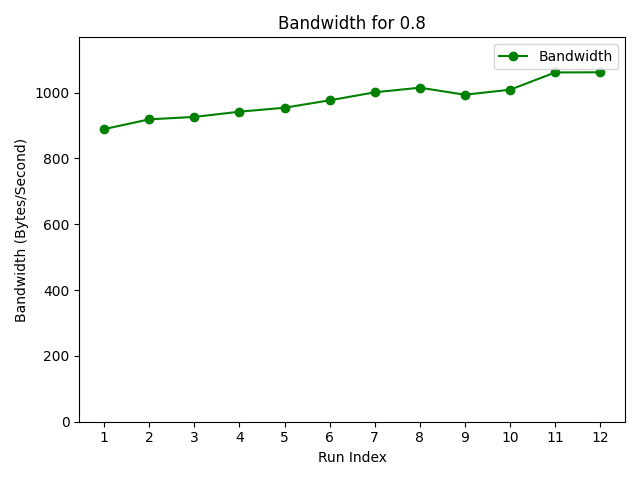 Bandwidth for 0.8
Bandwidth
Bandwidth (Bytes/Second)
1000
800
600
400
200
0
1 2 3 4 5 6 7 8 9 10 11 12
Run Index